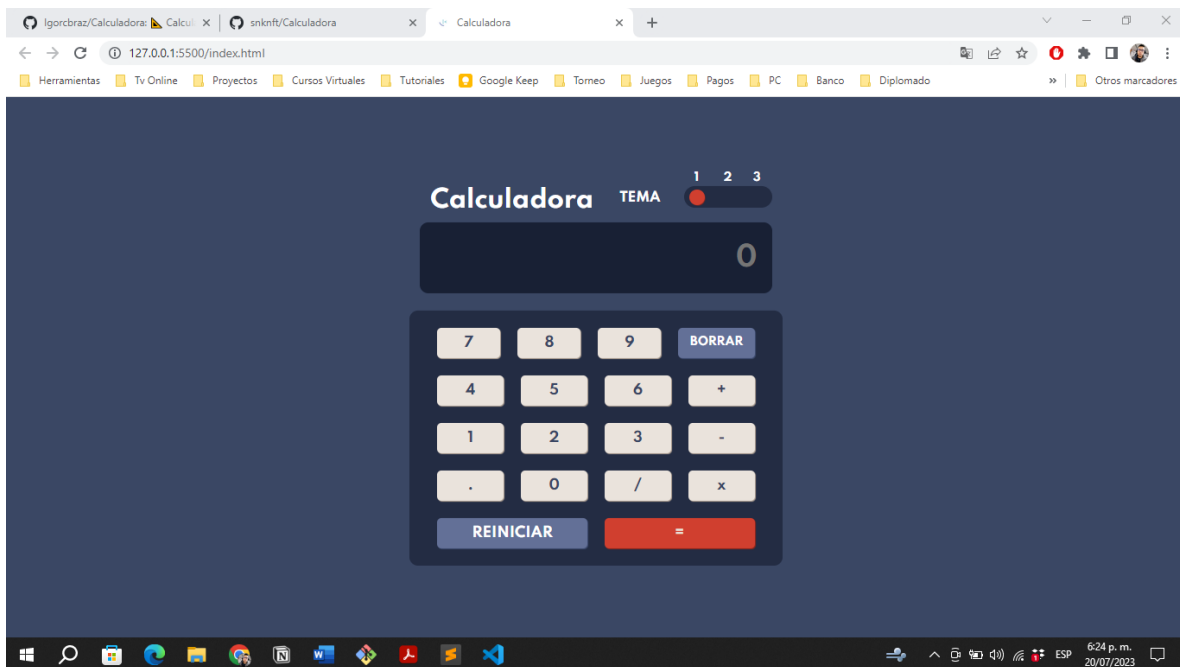 Igorcbraz/Calculadora: Calcul
snknft/Calculadora
Calculadora
127.0.0.1:5500/index.html
Herramientas Tv Online Proyectos Cursos Virtuales Tutoriales Google Keep Torneo Juegos Pagos PC Banco Diplomado » Otros marcadores
1 2 3
Calculadora TEMA
0
7 8 9 BORRAR
4 5 6 +
1 2 3 -
. 0 / x
REINICIAR =
ESP 6:24 p. m.
20/07/2023